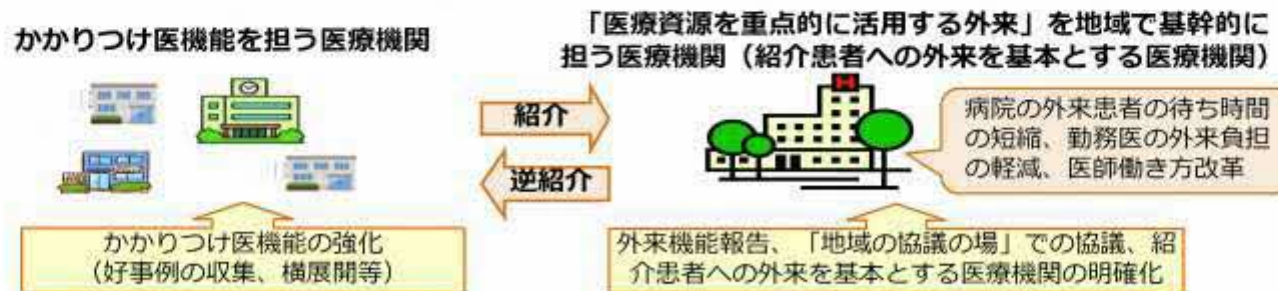 かかりつけ医機能を担う医療機関
「医療資源を重点的に活用する外来」を地域で基幹的に
担う医療機関（紹介患者への外来を基本とする医療機関）
紹介
逆紹介
H
病院の外来患者の待ち時間
の短縮、勤務医の外来負担
の軽減、医師働き方改革
かかりつけ医機能の強化
（好事例の収集、横展開等）
外来機能報告、「地域の協議の場」での協議、紹
介患者への外来を基本とする医療機関の明確化